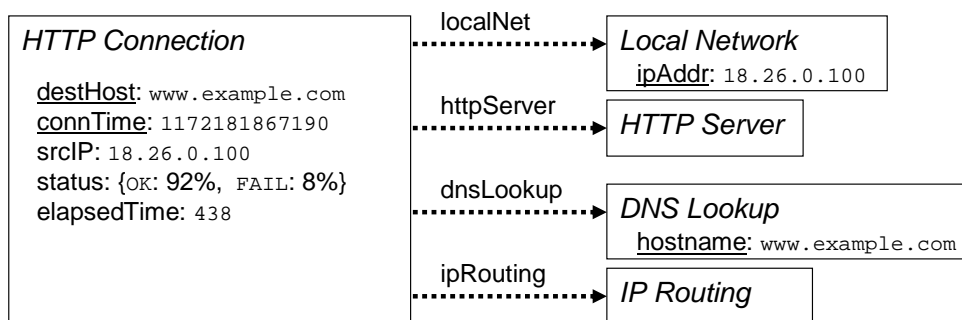 HTTP Connection
destHost: www.example.com
connTime: 1172181867190
srcIP: 18.26.0.100
status: {OK: 92%, FAIL: 8%}
elapsedTime: 438
localNet
Local Network
ipAddr: 18.26.0.100
httpServer
HTTP Server
dnsLookup
DNS Lookup
hostname: www.example.com
ipRouting
IP Routing